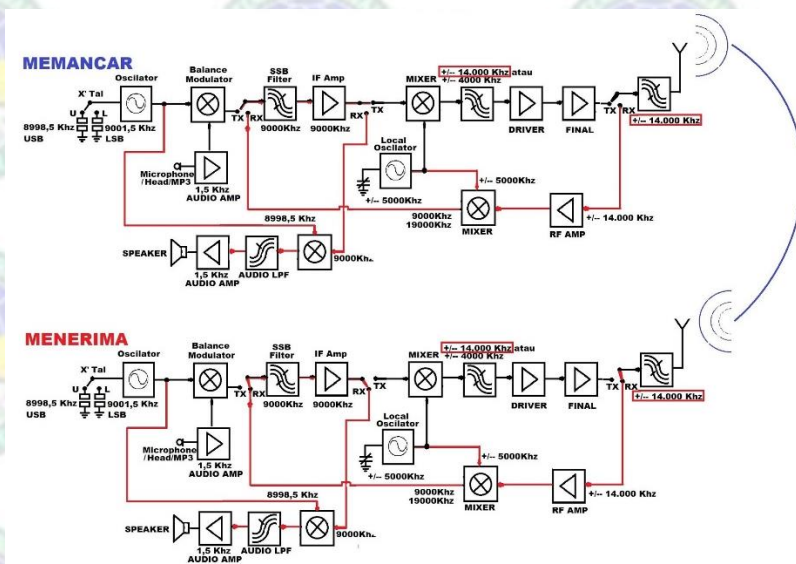 MEMANCAR
X' Tal
Oscilator
Balance
Modulator
SSB
Filter
IF Amp
MIXER
+/-- 14.000 Khz atau
+/-- 4000 Khz
U
L
8998,5 Khz
USB
9001,5 Khz
LSB
TX
RX
9000Khz
9000Khz
RX
TX
DRIVER
FINAL
TX
RX
+/-- 14.000 Khz
Microphone
/Head/MP3
1,5 Khz
AUDIO AMP
Local
Oscilator
+/-- 5000Khz
+/-- 5000Khz
9000Khz
19000Khz
MIXER
RF AMP
+/-- 14.000 Khz
8998,5 Khz
SPEAKER
1,5 Khz
AUDIO AMP
AUDIO LPF
9000Khz
MENERIMA
X' Tal
Oscilator
Balance
Modulator
SSB
Filter
IF Amp
MIXER
+/-- 14.000 Khz atau
+/-- 4000 Khz
U
L
8998,5 Khz
USB
9001,5 Khz
LSB
TX
RX
9000Khz
9000Khz
RX
TX
DRIVER
FINAL
TX
RX
+/-- 14.000 Khz
Microphone
/Head/MP3
1,5 Khz
AUDIO AMP
Local
Oscilator
+/-- 5000Khz
+/-- 5000Khz
9000Khz
19000Khz
MIXER
RF AMP
+/-- 14.000 Khz
8998,5 Khz
SPEAKER
1,5 Khz
AUDIO AMP
AUDIO LPF
9000Khz